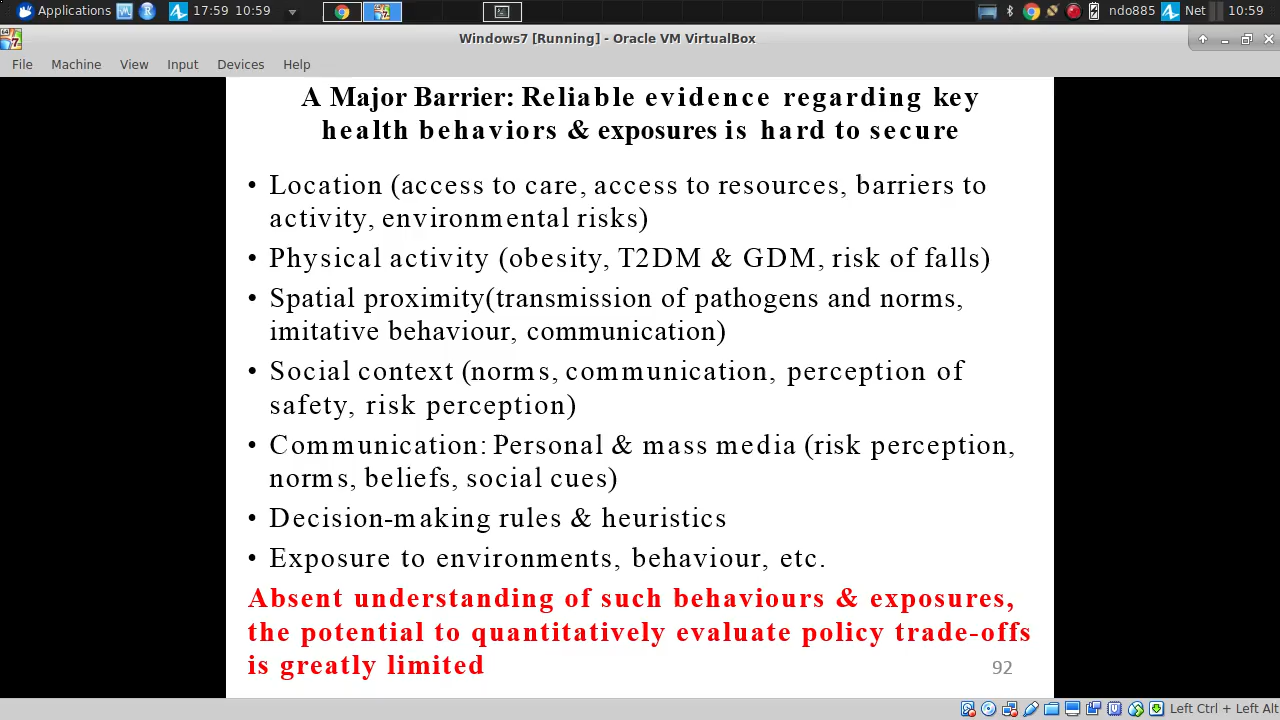 Applications 17:59 10:59 ndo885 Net 10:59
Windows7 [Running] - Oracle VM VirtualBox
File Machine View Input Devices Help
A Major Barrier: Reliable evidence regarding key
health behaviors & exposures is hard to secure
• Location (access to care, access to resources, barriers to
activity, environmental risks)
• Physical activity (obesity, T2DM & GDM, risk of falls)
• Spatial proximity(transmission of pathogens and norms,
imitative behaviour, communication)
• Social context (norms, communication, perception of
safety, risk perception)
• Communication: Personal & mass media (risk perception,
norms, beliefs, social cues)
• Decision-making rules & heuristics
• Exposure to environments, behaviour, etc.
Absent understanding of such behaviours & exposures,
the potential to quantitatively evaluate policy trade-offs
is greatly limited
92
Left Ctrl + Left Alt